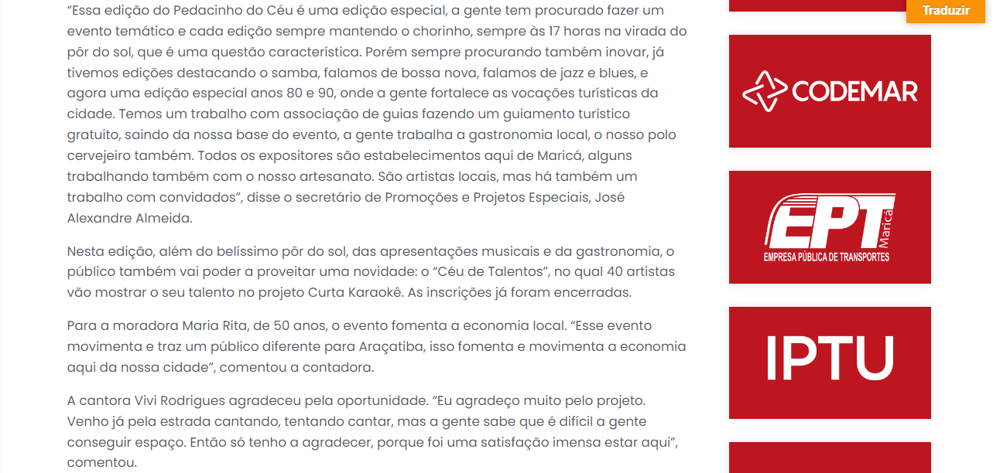 “Essa edição do Pedacinho do Céu é uma edição especial, a gente tem procurado fazer um
evento temático e cada edição sempre mantendo o chorinho, sempre às 17 horas na virada do
pôr do sol, que é uma questão característica. Porém sempre procurando também inovar, já
tivemos edições destacando o samba, falamos de bossa nova, falamos de jazz e blues, e
agora uma edição especial anos 80 e 90, onde a gente fortalece as vocações turísticas da
cidade. Temos um trabalho com associação de guias fazendo um guiamento turístico
gratuito, saindo da nossa base do evento, a gente trabalha a gastronomia local, o nosso polo
cervejeiro também. Todos os expositores são estabelecimentos aqui de Maricá, alguns
trabalhando também com o nosso artesanato. São artistas locais, mas há também um
trabalho com convidados”, disse o secretário de Promoções e Projetos Especiais, José
Alexandre Almeida.
Nesta edição, além do belíssimo pôr do sol, das apresentações musicais e da gastronomia, o
público também vai poder a proveitar uma novidade: o “Céu de Talentos”, no qual 40 artistas
vão mostrar o seu talento no projeto Curta Karaokê. As inscrições já foram encerradas.
Para a moradora Maria Rita, de 50 anos, o evento fomenta a economia local. “Esse evento
movimenta e traz um público diferente para Araçatiba, isso fomenta e movimenta a economia
aqui da nossa cidade”, comentou a contadora.
A cantora Vivi Rodrigues agradeceu pela oportunidade. “Eu agradeço muito pelo projeto.
Venho já pela estrada cantando, tentando cantar, mas a gente sabe que é difícil a gente
conseguir espaço. Então só tenho a agradecer, porque foi uma satisfação imensa estar aqui”,
comentou.
Traduzir
CODEMAR
EPT
Maricá
EMPRESA PÚBLICA DE TRANSPORTES
IPTU